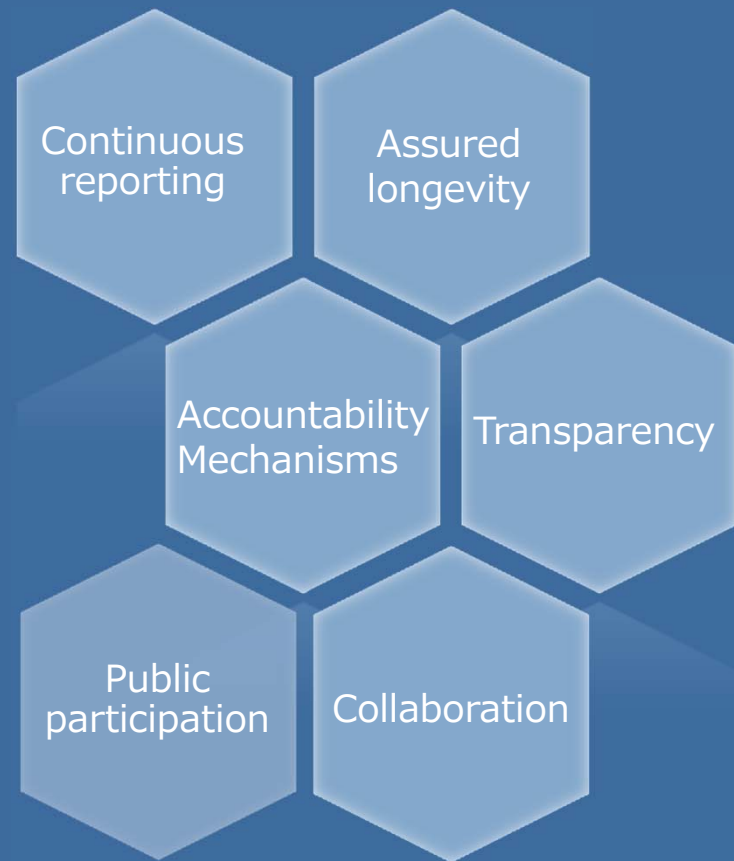 Continuous
reporting
Assured
longevity
Accountability
Mechanisms
Transparency
Public
participation
Collaboration